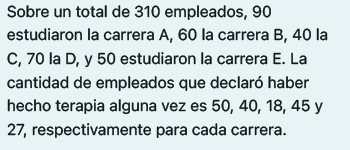 Sobre un total de 310 empleados, 90
estudiaron la carrera A, 60 la carrera B, 40 la
C, 70 la D, y 50 estudiaron la carrera E. La
cantidad de empleados que declaró haber
hecho terapia alguna vez es 50, 40, 18, 45 y
27, respectivamente para cada carrera.